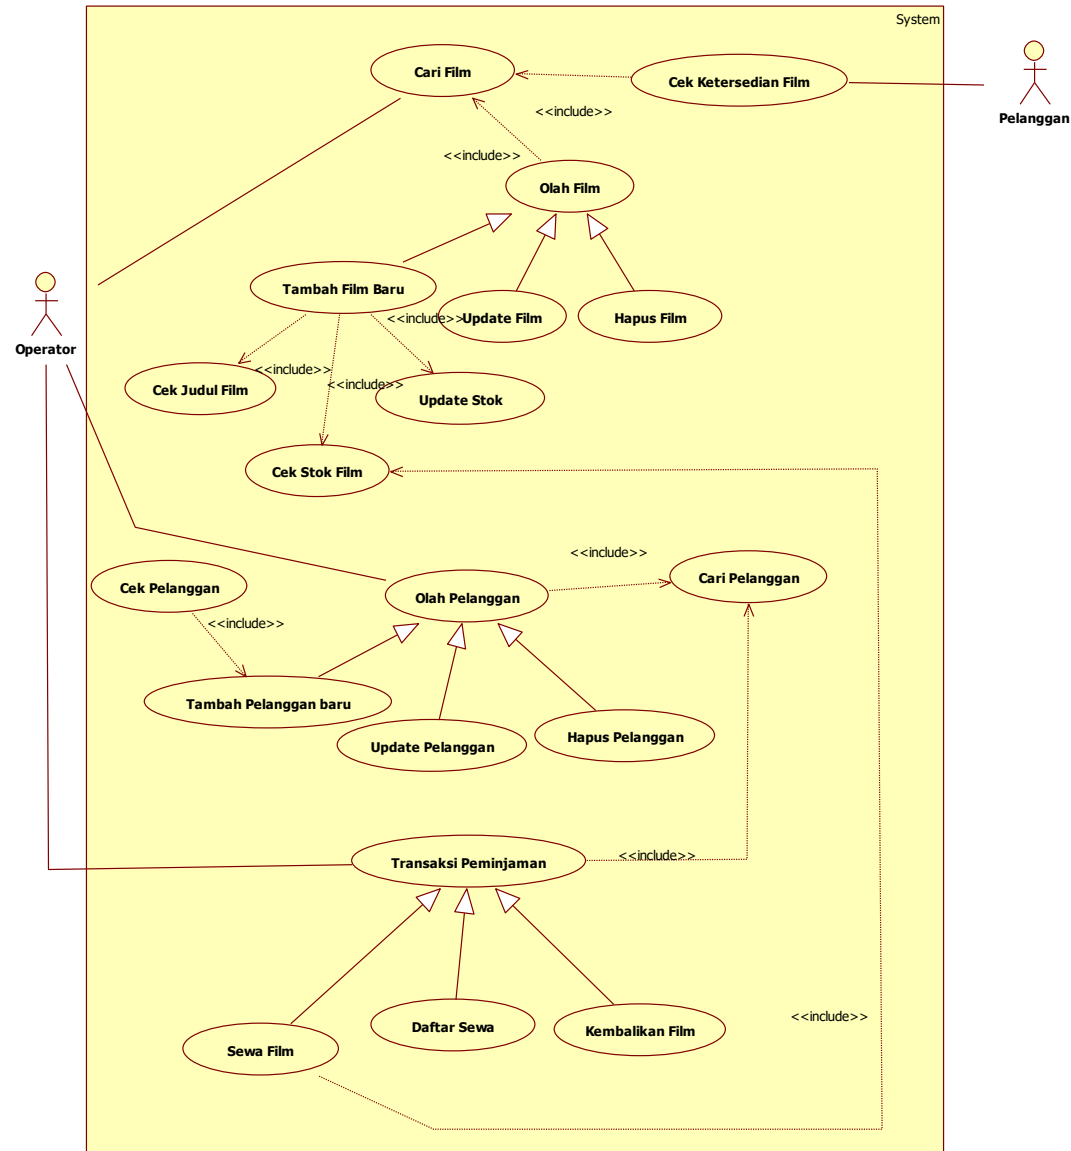 System
Cari Film
Cek Ketersedian Film
<<include>>
Pelanggan
<<include>>
Olah Film
Tambah Film Baru
<<include>>
Update Film
Hapus Film
Operator
<<include>>
<<include>>
Cek Judul Film
Update Stok
Cek Stok Film
<<include>>
Cari Pelanggan
Cek Pelanggan
Olah Pelanggan
<<include>>
Tambah Pelanggan baru
Update Pelanggan
Hapus Pelanggan
Transaksi Peminjaman
<<include>>
<<include>>
Daftar Sewa
Kembalikan Film
Sewa Film